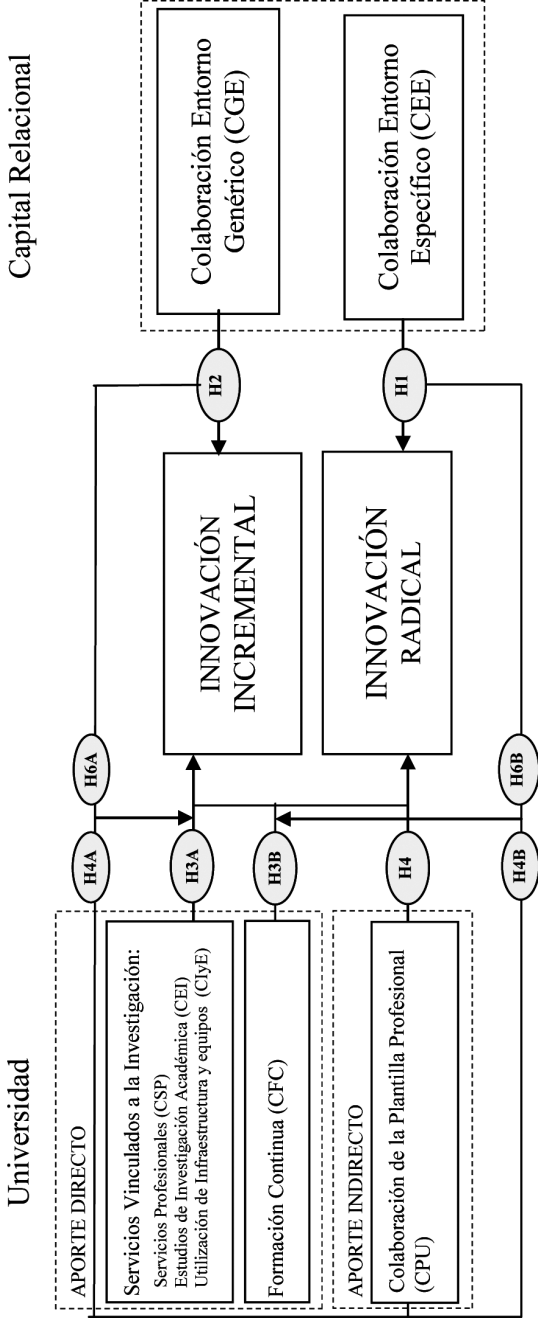 Universidad
Capital Relacional
APORTE DIRECTO
Servicios Vinculados a la Investigación:
Servicios Profesionales (CSP)
Estudios de Investigación Académica (CEI)
Utilización de Infraestructura y equipos (CIyE)
Formación Continua (CFC)
APORTE INDIRECTO
Colaboración de la Plantilla Profesional
(CPU)
H4A
H6A
H3A
H3B
H4
H4B
H6B
INNOVACIÓN
INCREMENTAL
INNOVACIÓN
RADICAL
H2
H1
Colaboración Entorno
Genérico (CGE)
Colaboración Entorno
Específico (CEE)